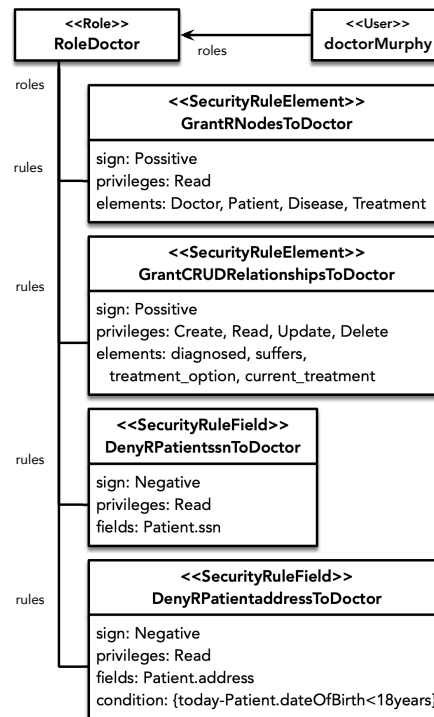 <<Role>>
RoleDoctor
<<User>>
doctorMurphy
roles
roles
<<SecurityRuleElement>>
GrantRNodesToDoctor
rules
sign: Possitive
privileges: Read
elements: Doctor, Patient, Disease, Treatment
<<SecurityRuleElement>>
GrantCRUDRelationshipsToDoctor
rules
sign: Possitive
privileges: Create, Read, Update, Delete
elements: diagnosed, suffers,
treatment_option, current_treatment
<<SecurityRuleField>>
DenyRPatientssnToDoctor
rules
sign: Negative
privileges: Read
fields: Patient.ssn
<<SecurityRuleField>>
DenyRPatientaddressToDoctor
rules
sign: Negative
privileges: Read
fields: Patient.address
condition: {today-Patient.dateOfBirth<18years}